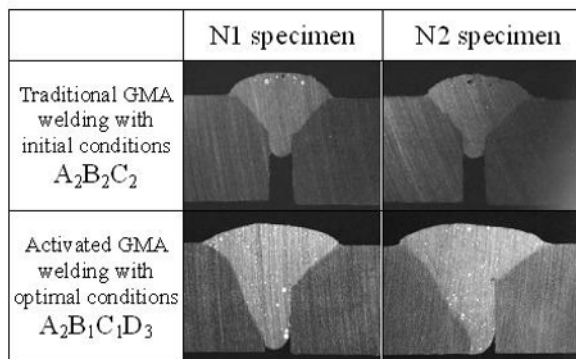 N1 specimen
N2 specimen
Traditional GMA
welding with
initial conditions
A₂B₂C₂
Activated GMA
welding with
optimal conditions
A₂B₁C₁D₃